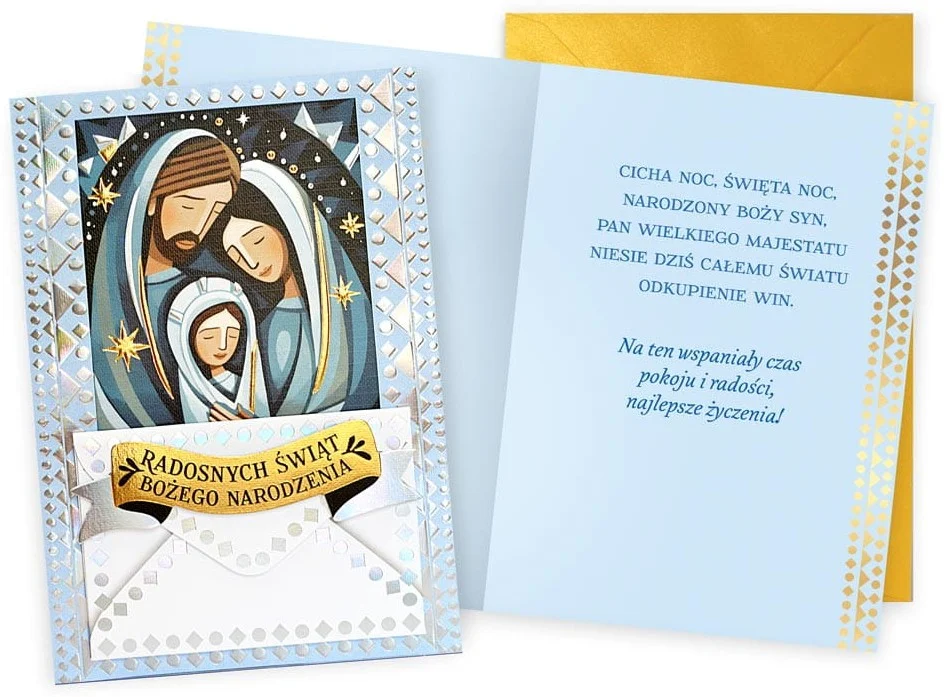 RADOSNYCH ŚWIĄT
BOŻEGO NARODZENIA
CICHA NOC, ŚWIĘTA NOC,
NARODZONY BOŻY SYN,
PAN WIELKIEGO MAJESTATU
NIESIE DZIŚ CAŁEMU ŚWIATU
ODKUPIENIE WIN.
Na ten wspaniały czas
pokoju i radości,
najlepsze życzenia!